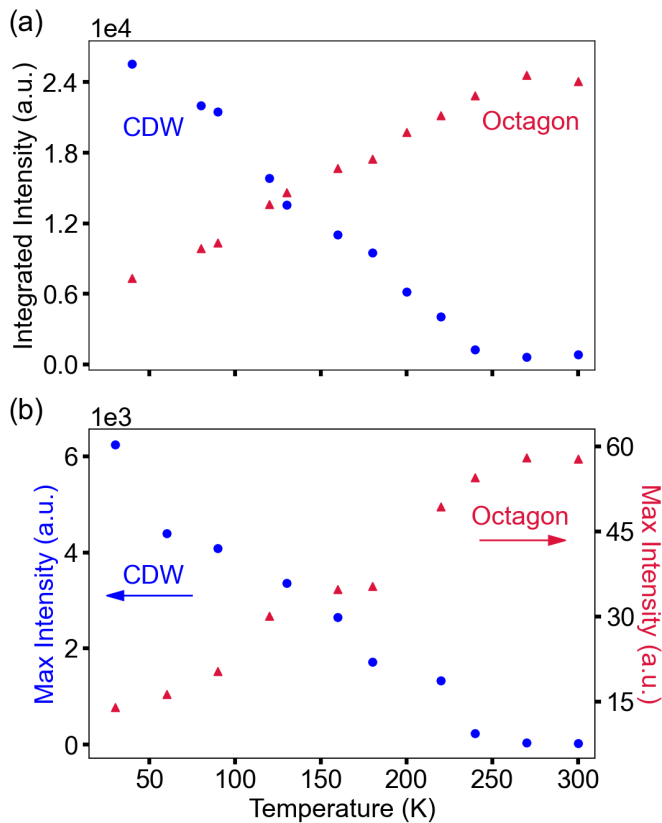 (a)
1e4
2.4
1.8
1.2
0.6
0.0
Integrated Intensity (a.u.)
CDW
Octagon
(b)
1e3
6
4
2
0
Max Intensity (a.u.)
CDW
Octagon
60
45
30
15
Max Intensity (a.u.)
50 100 150 200 250 300
Temperature (K)